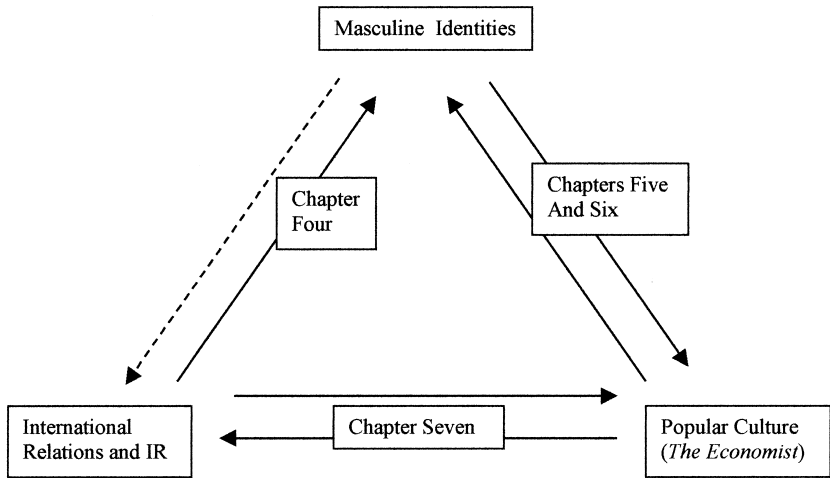 Masculine Identities
Chapter
Four
Chapters Five
And Six
International
Relations and IR
Chapter Seven
Popular Culture
(The Economist)